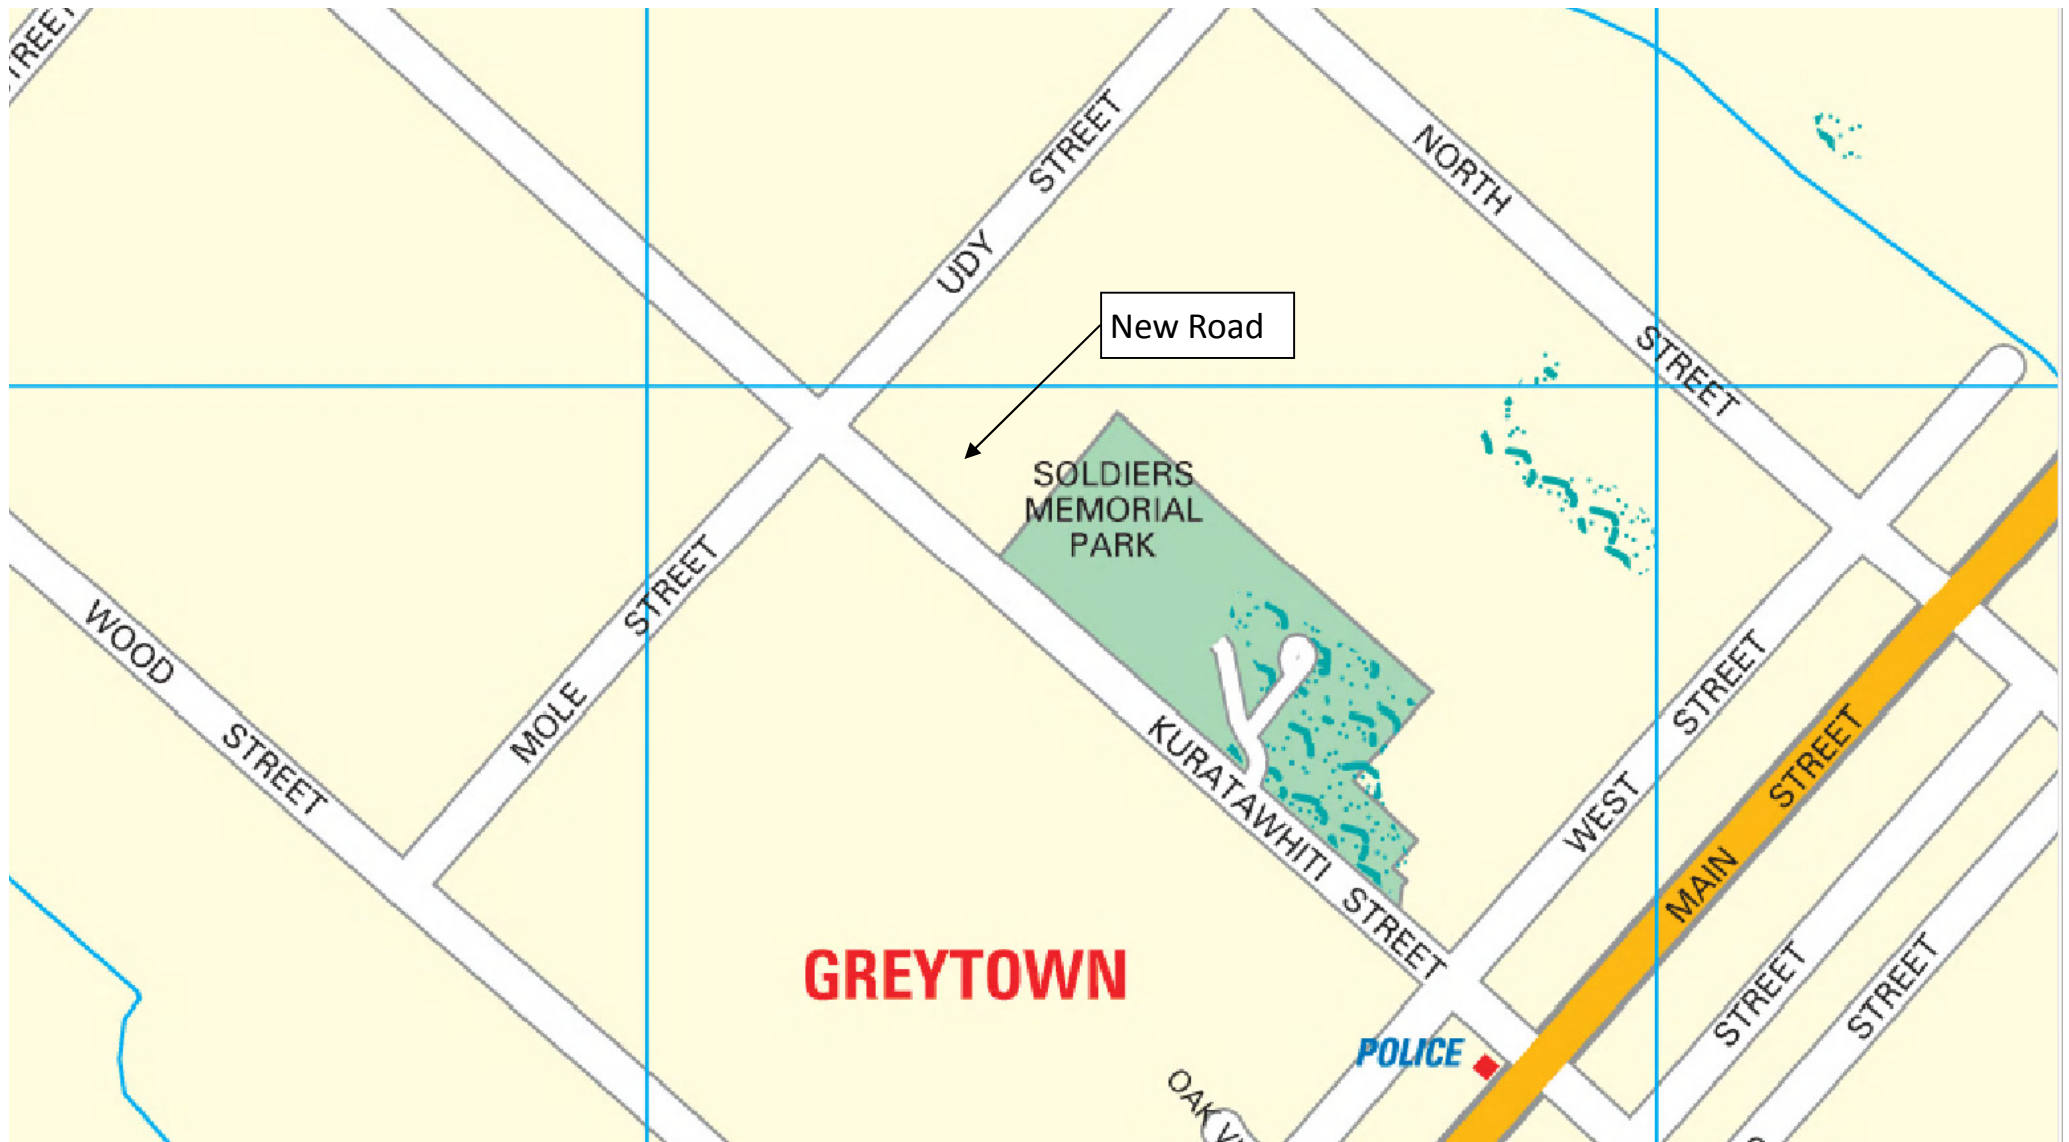 UDY STREET
NORTH STREET
New Road
SOLDIERS
MEMORIAL
PARK
WOOD STREET
MOLE STREET
KURATAWHITI STREET
WEST STREET
MAIN STREET
GREYTOWN
POLICE
OAK
STREET
STREET